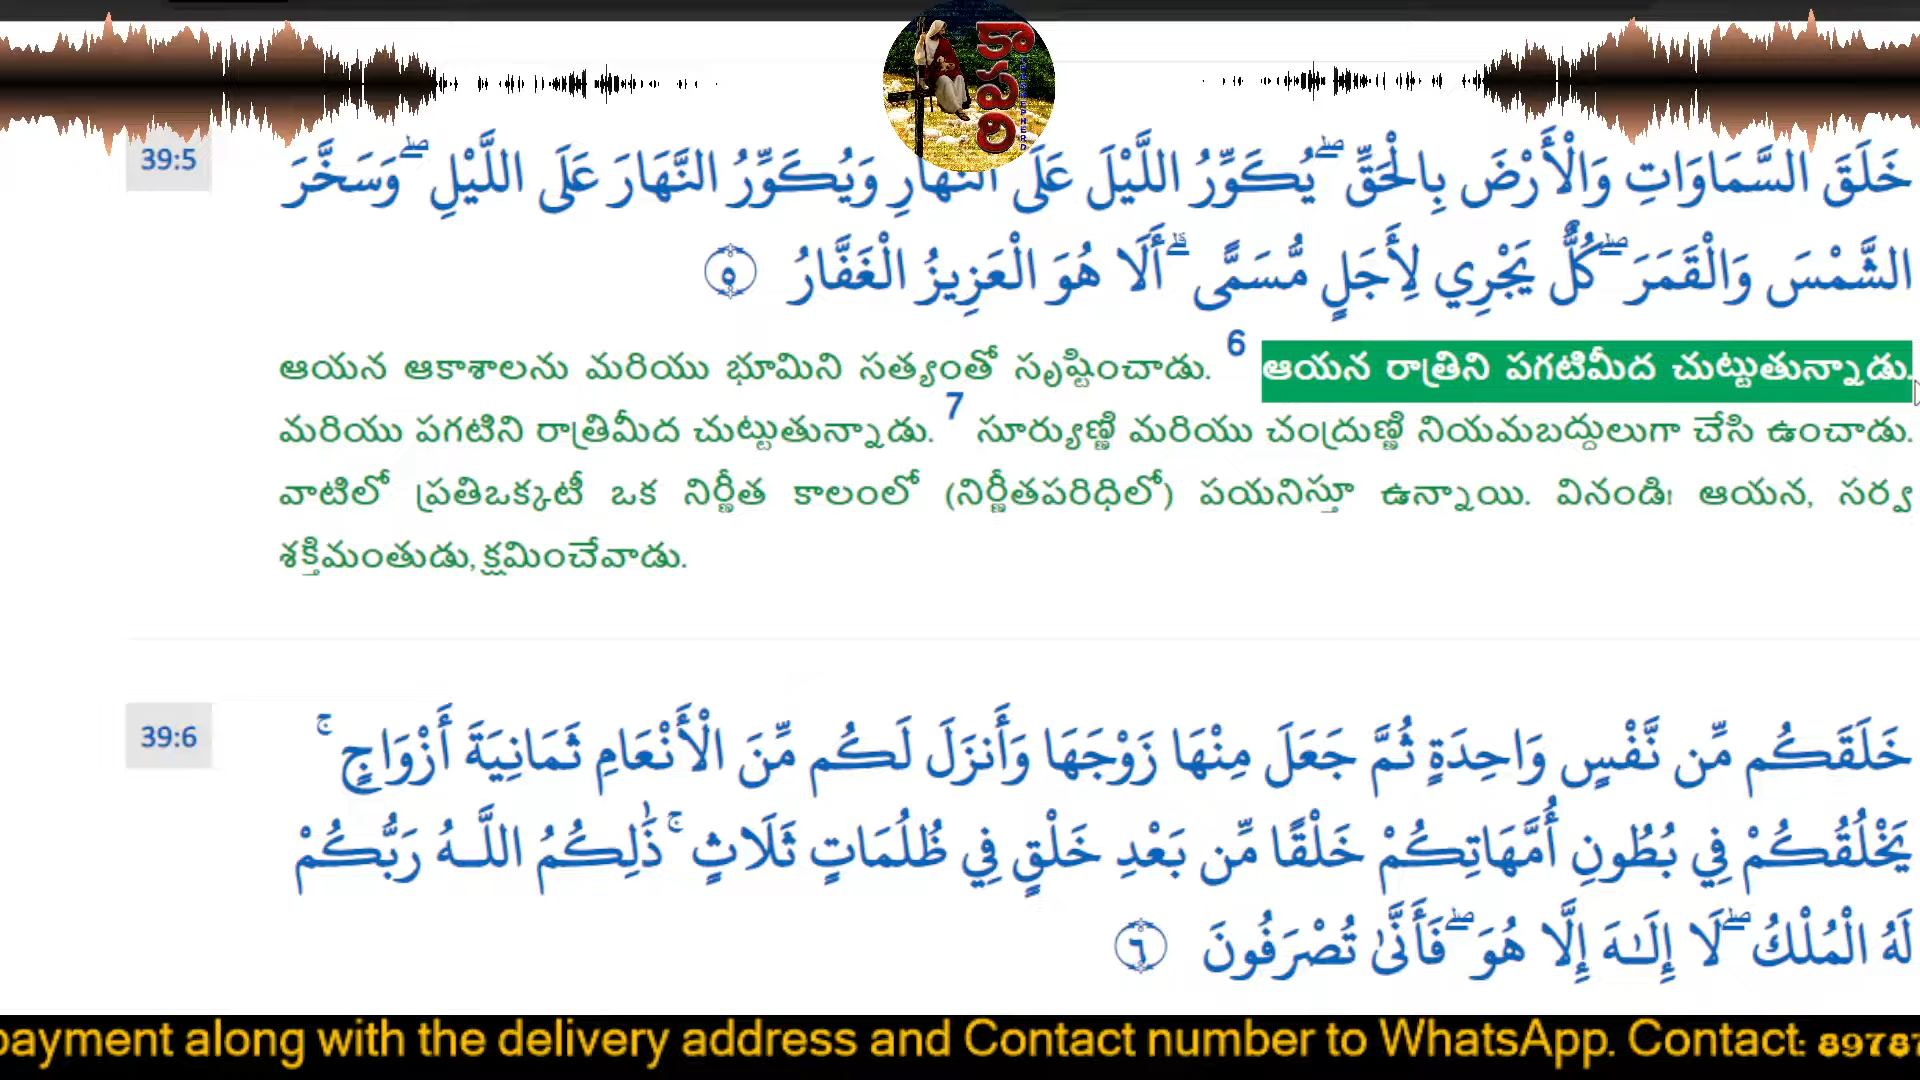 కాపరి
39:5
خَلَقَ السَّمَاوَاتِ وَالْأَرْضَ بِالْحَقِّ ۖ يُكَوِّرُ اللَّيْلَ عَلَى النَّهَارِ وَيُكَوِّرُ النَّهَارَ عَلَى اللَّيْلِ ۖ وَسَخَّرَ
الشَّمْسَ وَالْقَمَرَ ۖ كُلٌّ يَجْرِي لِأَجَلٍ مُّسَمًّى ۗ أَلَا هُوَ الْعَزِيزُ الْغَفَّارُ ‎﴿٥﴾‏
ఆయన ఆకాశాలను మరియు భూమిని సత్యంతో సృష్టించాడు. 6 ఆయన రాత్రిని పగటిమీద చుట్టుతున్నాడు.
మరియు పగటిని రాత్రిమీద చుట్టుతున్నాడు. 7 సూర్యుణ్ణి మరియు చంద్రుణ్ణి నియమబద్ధులుగా చేసి ఉంచాడు.
వాటిలో ప్రతిఒక్కటీ ఒక నిర్ణీత కాలంలో (నిర్ణీతపరిధిలో) పయనిస్తూ ఉన్నాయి. వినండి! ఆయన, సర్వ
శక్తిమంతుడు, క్షమించేవాడు.
39:6
خَلَقَكُم مِّن نَّفْسٍ وَاحِدَةٍ ثُمَّ جَعَلَ مِنْهَا زَوْجَهَا وَأَنزَلَ لَكُم مِّنَ الْأَنْعَامِ ثَمَانِيَةَ أَزْوَاجٍ ۚ
يَخْلُقُكُمْ فِي بُطُونِ أُمَّهَاتِكُمْ خَلْقًا مِّن بَعْدِ خَلْقٍ فِي ظُلُمَاتٍ ثَلَاثٍ ۚ ذَٰلِكُمُ اللَّهُ رَبُّكُمْ
لَهُ الْمُلْكُ ۖ لَا إِلَٰهَ إِلَّا هُوَ ۖ فَأَنَّىٰ تُصْرَفُونَ ‎﴿٦﴾‏
payment along with the delivery address and Contact number to WhatsApp. Contact: 89787